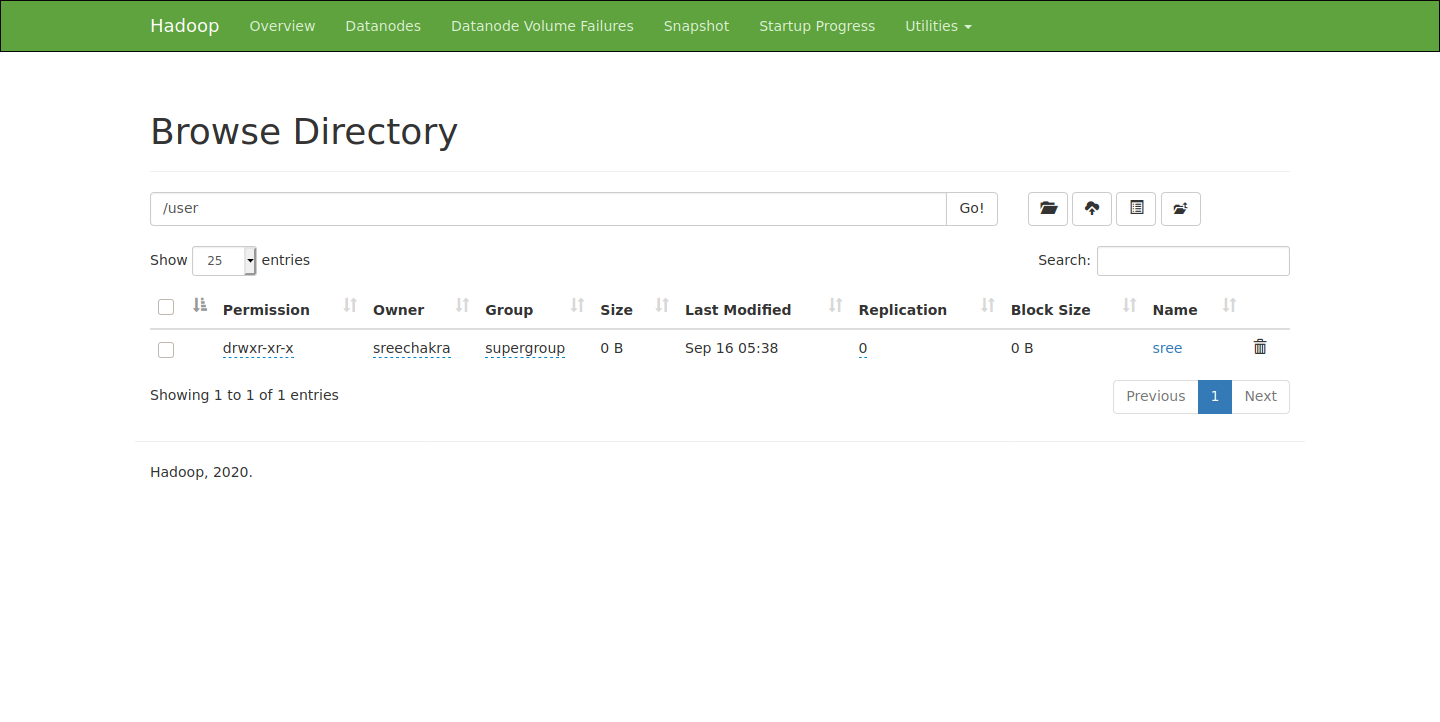 Hadoop Overview Datanodes Datanode Volume Failures Snapshot Startup Progress Utilities
Browse Directory
/user Go!
Show 25 entries Search:
Permission Owner Group Size Last Modified Replication Block Size Name
drwxr-xr-x sreechakra supergroup 0 B Sep 16 05:38 0 0 B sree
Showing 1 to 1 of 1 entries Previous 1 Next
Hadoop, 2020.